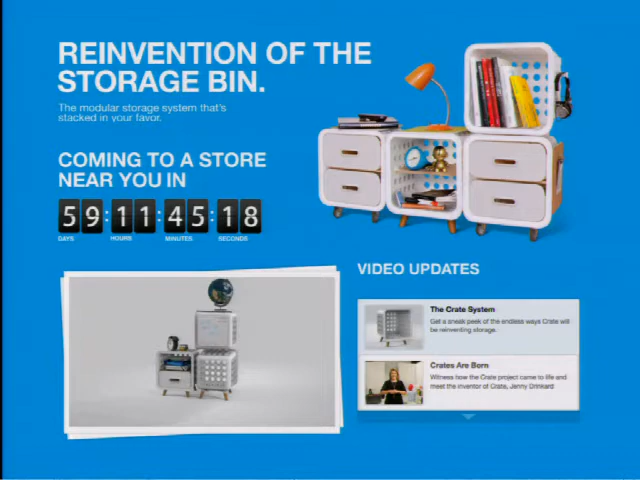 REINVENTION OF THE
STORAGE BIN.
The modular storage system that's
stacked in your favor.
COMING TO A STORE
NEAR YOU IN
59:11:45:18
DAYS HOURS MINUTES SECONDS
VIDEO UPDATES
The Crate System
Get a sneak peek of the endless ways Crate will
be reinventing storage.
Crates Are Born
Witness how the Crate project came to life and
meet the inventor of Crate, Jenny Drinkard